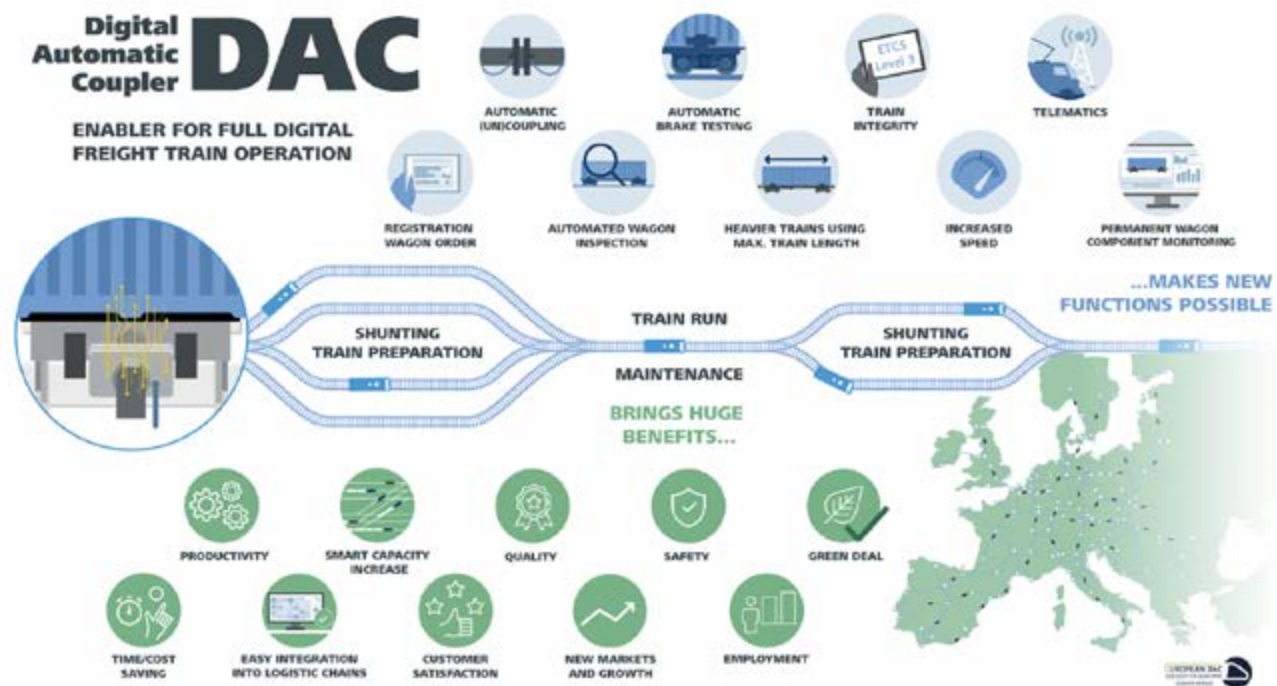 Digital
Automatic
Coupler
DAC
ENABLER FOR FULL DIGITAL
FREIGHT TRAIN OPERATION
AUTOMATIC
(UN)COUPLING
AUTOMATIC
BRAKE TESTING
ETCS
Level 3
TRAIN
INTEGRITY
TELEMATICS
REGISTRATION
WAGON ORDER
AUTOMATED WAGON
INSPECTION
HEAVIER TRAINS USING
MAX. TRAIN LENGTH
INCREASED
SPEED
PERMANENT WAGON
COMPONENT MONITORING
...MAKES NEW
FUNCTIONS POSSIBLE
SHUNTING
TRAIN PREPARATION
TRAIN RUN
MAINTENANCE
SHUNTING
TRAIN PREPARATION
BRINGS HUGE
BENEFITS...
PRODUCTIVITY
SMART CAPACITY
INCREASE
QUALITY
SAFETY
GREEN DEAL
TIME/COST
SAVING
EASY INTEGRATION
INTO LOGISTIC CHAINS
CUSTOMER
SATISFACTION
NEW MARKETS
AND GROWTH
EMPLOYMENT
EUROPEAN DAC